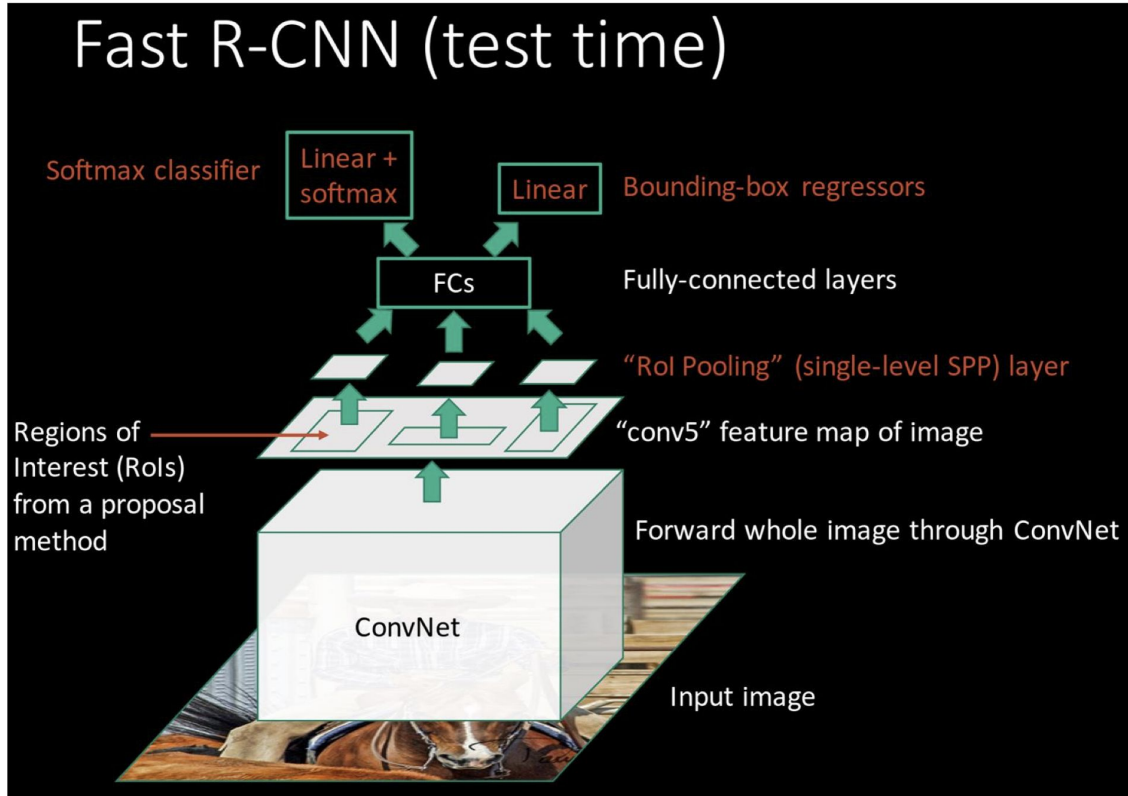 Fast R-CNN (test time)
Softmax classifier
Linear +
softmax
Linear
Bounding-box regressors
FCs
Fully-connected layers
“RoI Pooling” (single-level SPP) layer
Regions of
Interest (RoIs)
from a proposal
method
“conv5” feature map of image
Forward whole image through ConvNet
ConvNet
Input image